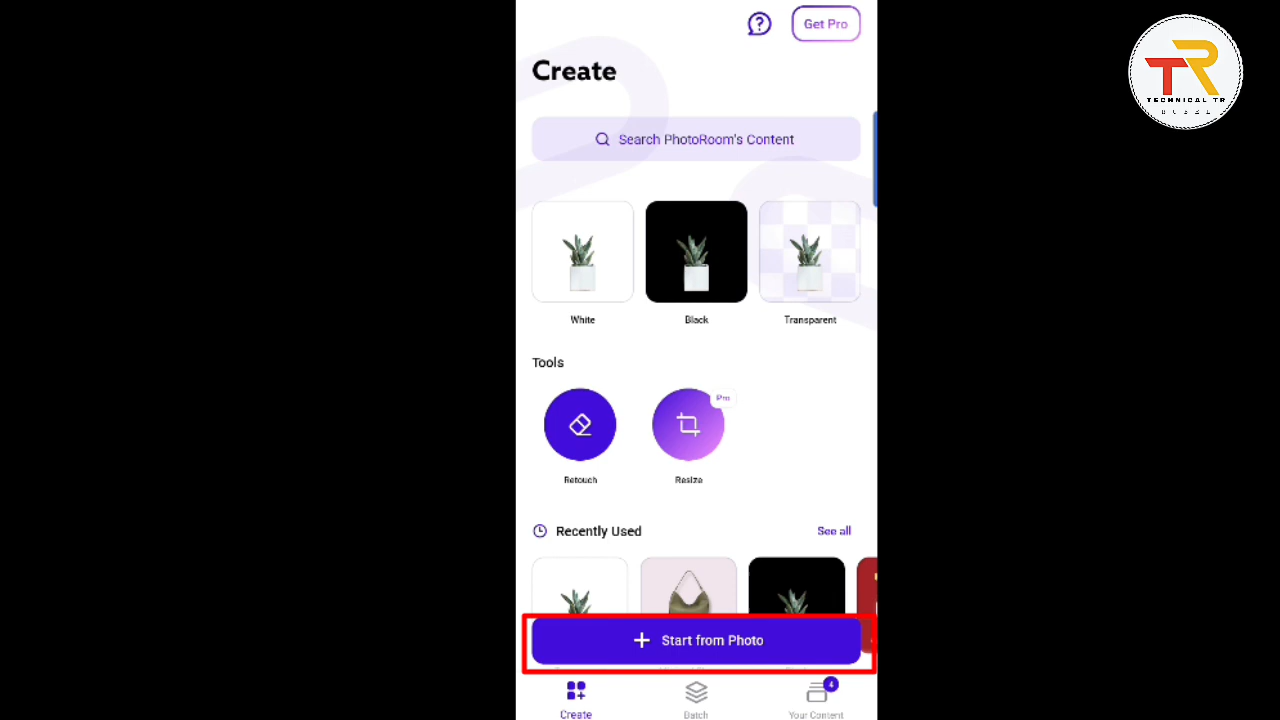 Get Pro
Create
Search PhotoRoom's Content
White
Black
Transparent
Tools
Pro
Retouch
Resize
Recently Used
See all
Start from Photo
4
Create
Batch
Your Content
TR
TECHNICAL TR